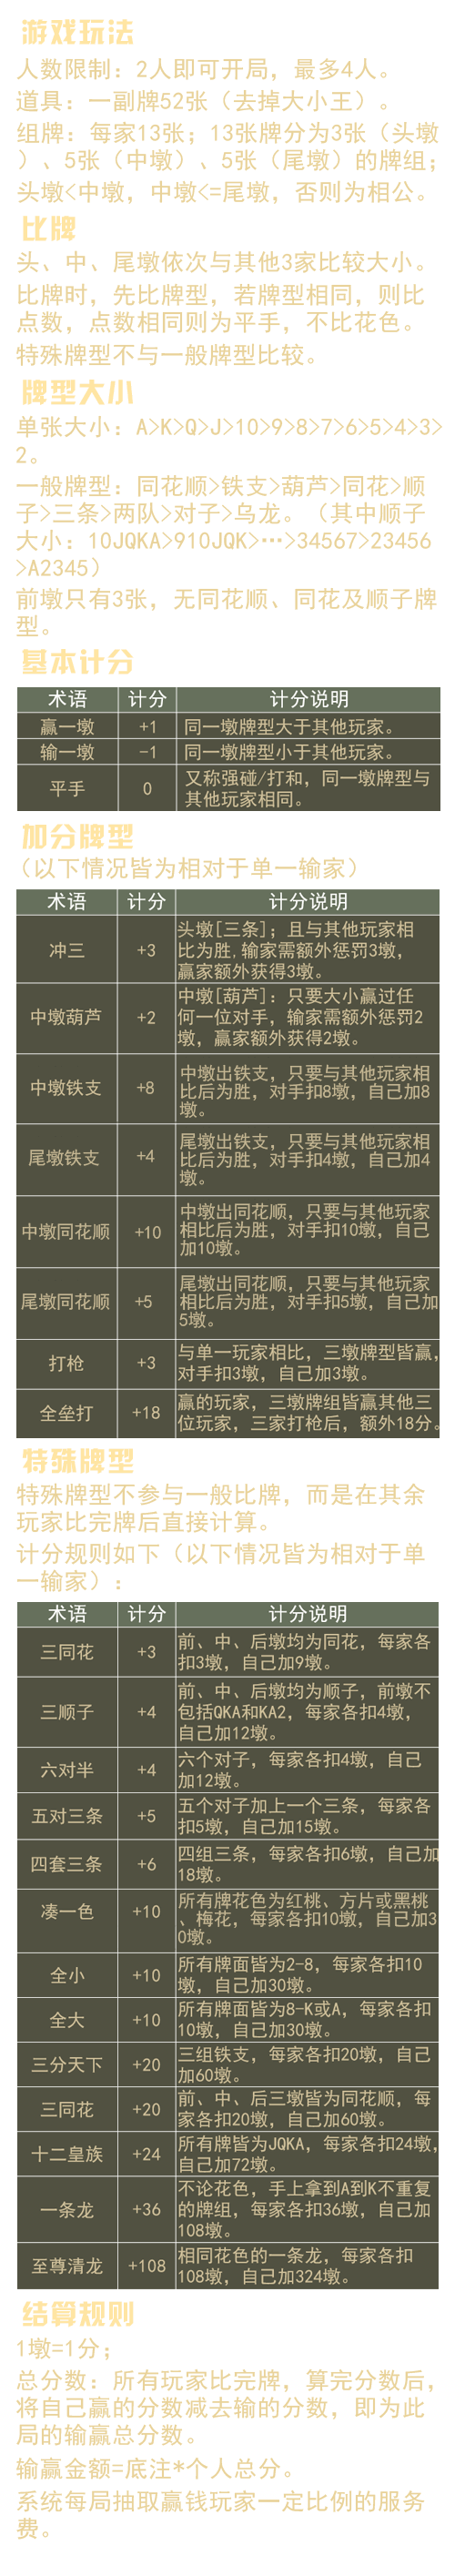 游戏玩法
人数限制：2人即可开局，最多4人。
道具：一副牌52张（去掉大小王）。
组牌：每家13张；13张牌分为3张（头墩
）、5张（中墩）、5张（尾墩）的牌组；
头墩<中墩，中墩<=尾墩，否则为相公。
比牌
头、中、尾墩依次与其他3家比较大小。
比牌时，先比牌型，若牌型相同，则比
点数，点数相同则为平手，不比花色。
特殊牌型不与一般牌型比较。
牌型大小
单张大小：A>K>Q>J>10>9>8>7>6>5>4>3>
2。
一般牌型：同花顺>铁支>葫芦>同花>顺
子>三条>两队>对子>乌龙。（其中顺子
大小：10JQKA>910JQK>…>34567>23456
>A2345）
前墩只有3张，无同花顺、同花及顺子牌
型。
基本计分
术语 计分 计分说明
赢一墩 +1 同一墩牌型大于其他玩家。
输一墩 -1 同一墩牌型小于其他玩家。
平手 0 又称强碰/打和，同一墩牌型与
其他玩家相同。
加分牌型
（以下情况皆为相对于单一输家）
术语 计分 计分说明
冲三 +3 头墩[三条]；且与其他玩家相
比为胜,输家需额外惩罚3墩，
赢家额外获得3墩。
中墩葫芦 +2 中墩[葫芦]：只要大小赢过任
何一位对手，输家需额外惩罚2
墩，赢家额外获得2墩。
中墩铁支 +8 中墩出铁支，只要与其他玩家相
比后为胜，对手扣8墩，自己加8
墩。
尾墩铁支 +4 尾墩出铁支，只要与其他玩家相
比后为胜，对手扣4墩，自己加4
墩。
中墩同花顺 +10 中墩出同花顺，只要与其他玩家
相比后为胜，对手扣10墩，自己
加10墩。
尾墩同花顺 +5 尾墩出同花顺，只要与其他玩家
相比后为胜，对手扣5墩，自己加
5墩。
打枪 +3 与单一玩家相比，三墩牌型皆赢，
对手扣3墩，自己加3墩。
全垒打 +18 赢的玩家，三墩牌组皆赢其他三
位玩家，三家打枪后，额外18分。
特殊牌型
特殊牌型不参与一般比牌，而是在其余
玩家比完牌后直接计算。
计分规则如下（以下情况皆为相对于单
一输家）：
术语 计分 计分说明
三同花 +3 前、中、后墩均为同花，每家各
扣3墩，自己加9墩。
三顺子 +4 前、中、后墩均为顺子，前墩不
包括QKA和KA2，每家各扣4墩，
自己加12墩。
六对半 +4 六个对子，每家各扣4墩，自己
加12墩。
五对三条 +5 五个对子加上一个三条，每家各
扣5墩，自己加15墩。
四套三条 +6 四组三条，每家各扣6墩，自己加
18墩。
凑一色 +10 所有牌花色为红桃、方片或黑桃
、梅花，每家各扣10墩，自己加3
0墩。
全小 +10 所有牌面皆为2-8，每家各扣10
墩，自己加30墩。
全大 +10 所有牌面皆为8-K或A，每家各扣
10墩，自己加30墩。
三分天下 +20 三组铁支，每家各扣20墩，自己
加60墩。
三同花 +20 前、中、后三墩皆为同花顺，每
家各扣20墩，自己加60墩。
十二皇族 +24 所有牌皆为JQKA，每家各扣24墩，
自己加72墩。
一条龙 +36 不论花色，手上拿到A到K不重复
的牌组，每家各扣36墩，自己加
108墩。
至尊清龙 +108 相同花色的一条龙，每家各扣
108墩，自己加324墩。
结算规则
1墩=1分；
总分数：所有玩家比完牌，算完分数后，
将自己赢的分数减去输的分数，即为此
局的输赢总分数。
输赢金额=底注*个人总分。
系统每局抽取赢钱玩家一定比例的服务
费。